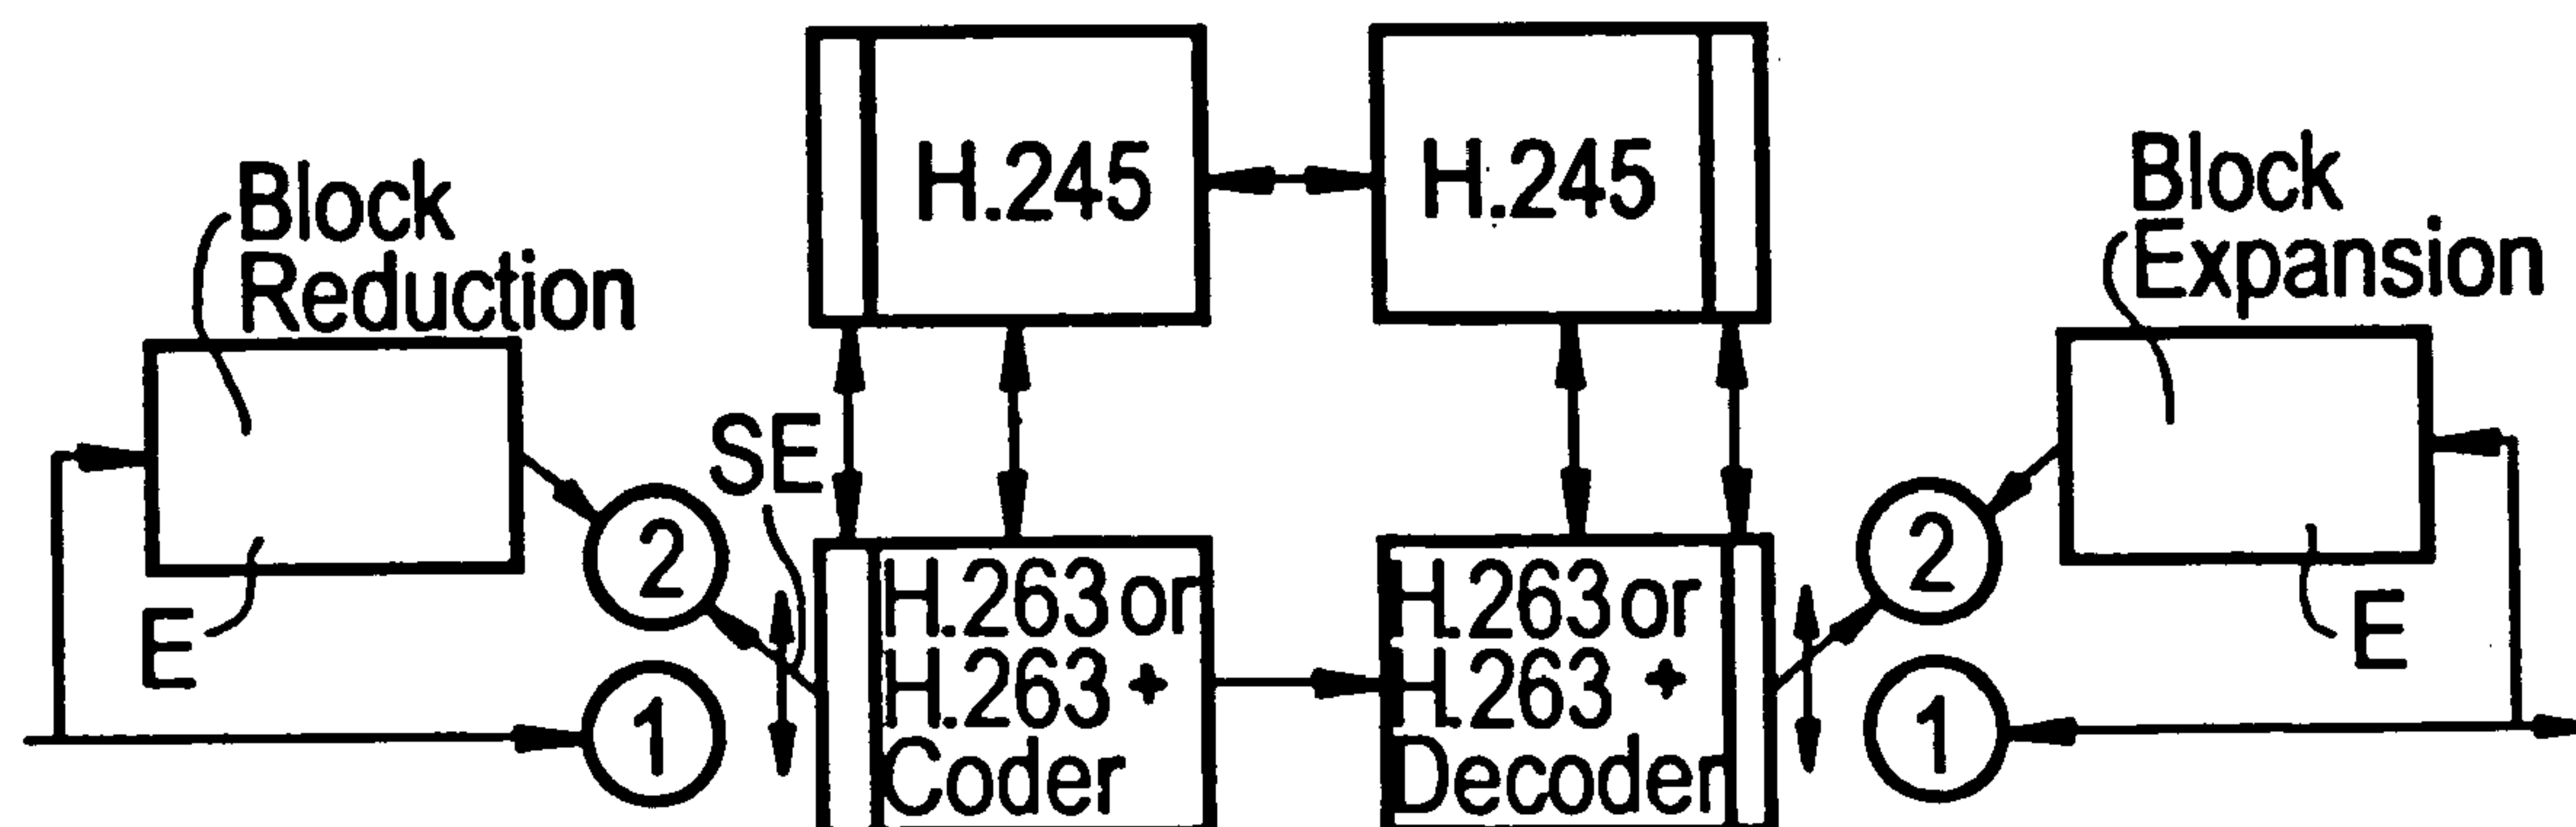 Block
Reduction
E
2
1
SE
H.245
H.245
H.263 or
H.263 +
Coder
H.263 or
H.263 +
Decoder
Block
Expansion
2
1
E